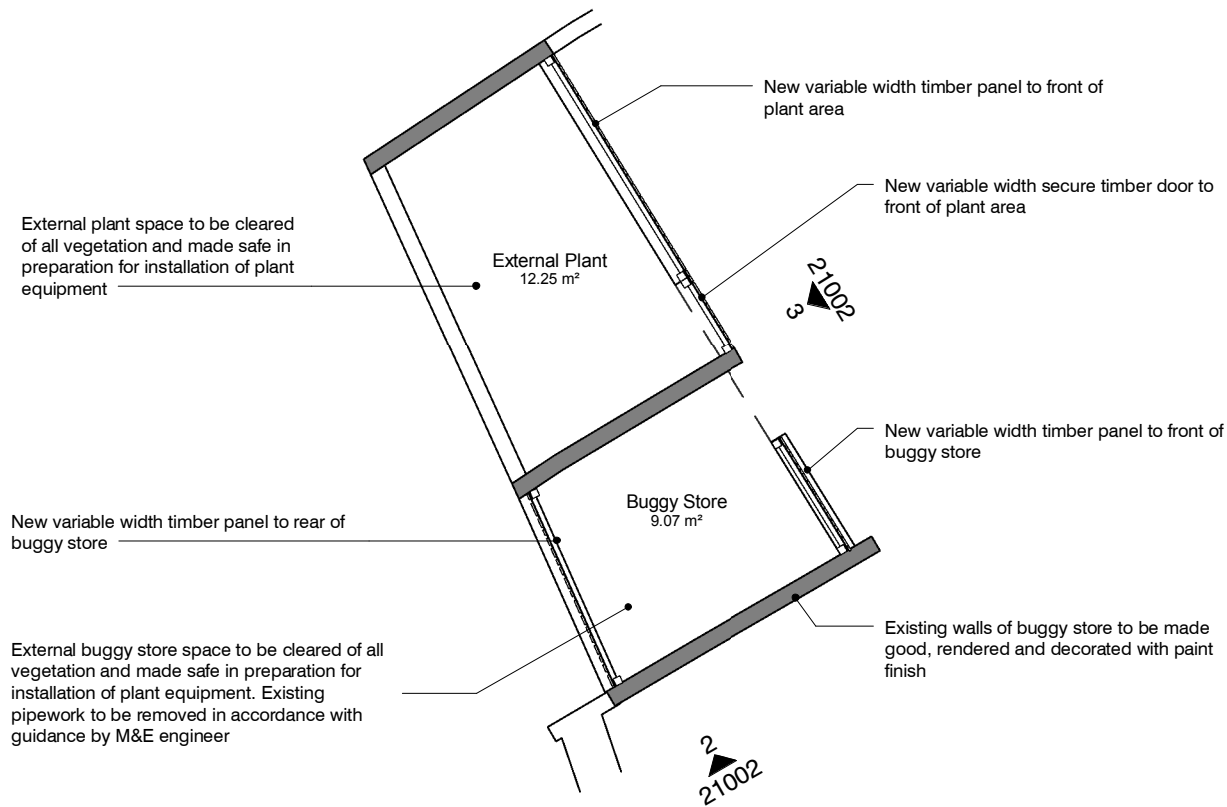 New variable width timber panel to front of
plant area
New variable width secure timber door to
front of plant area
External plant space to be cleared
of all vegetation and made safe in
preparation for installation of plant
equipment
External Plant
12.25 m²
21002
3
New variable width timber panel to front of
buggy store
Buggy Store
9.07 m²
New variable width timber panel to rear of
buggy store
Existing walls of buggy store to be made
good, rendered and decorated with paint
finish
External buggy store space to be cleared of all
vegetation and made safe in preparation for
installation of plant equipment. Existing
pipework to be removed in accordance with
guidance by M&E engineer
2
21002